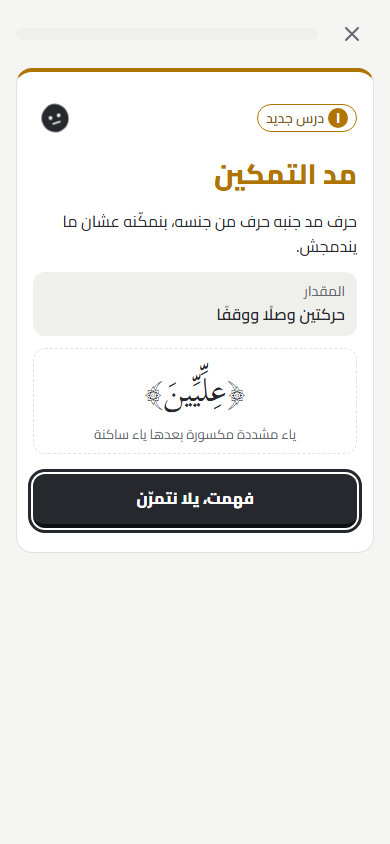 درس جديد
مد التمكين
حرف مد جنبه حرف من جنسه، بنمكّنه عشان ما
يندمجش.
المقدار
حركتين وصلًا ووقفًا
﴿عِلِّيِّينَ﴾
ياء مشددة مكسورة بعدها ياء ساكنة
فهمت، يلا نتمرّن